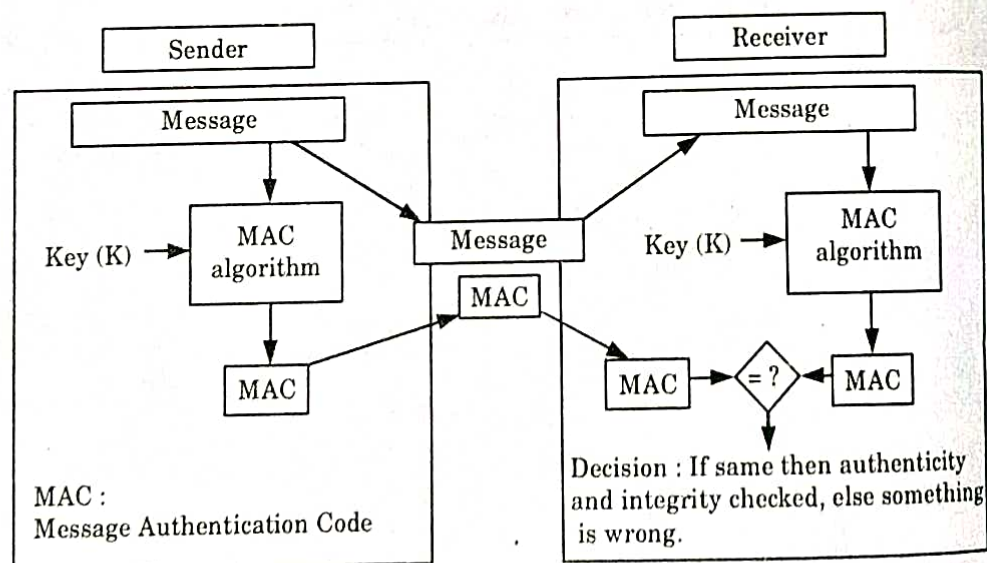 Sender
Receiver
Message
Message
Key (K)
MAC
algorithm
Message
MAC
Key (K)
MAC
algorithm
MAC
MAC
= ?
MAC
MAC :
Message Authentication Code
Decision : If same then authenticity
and integrity checked, else something
is wrong.